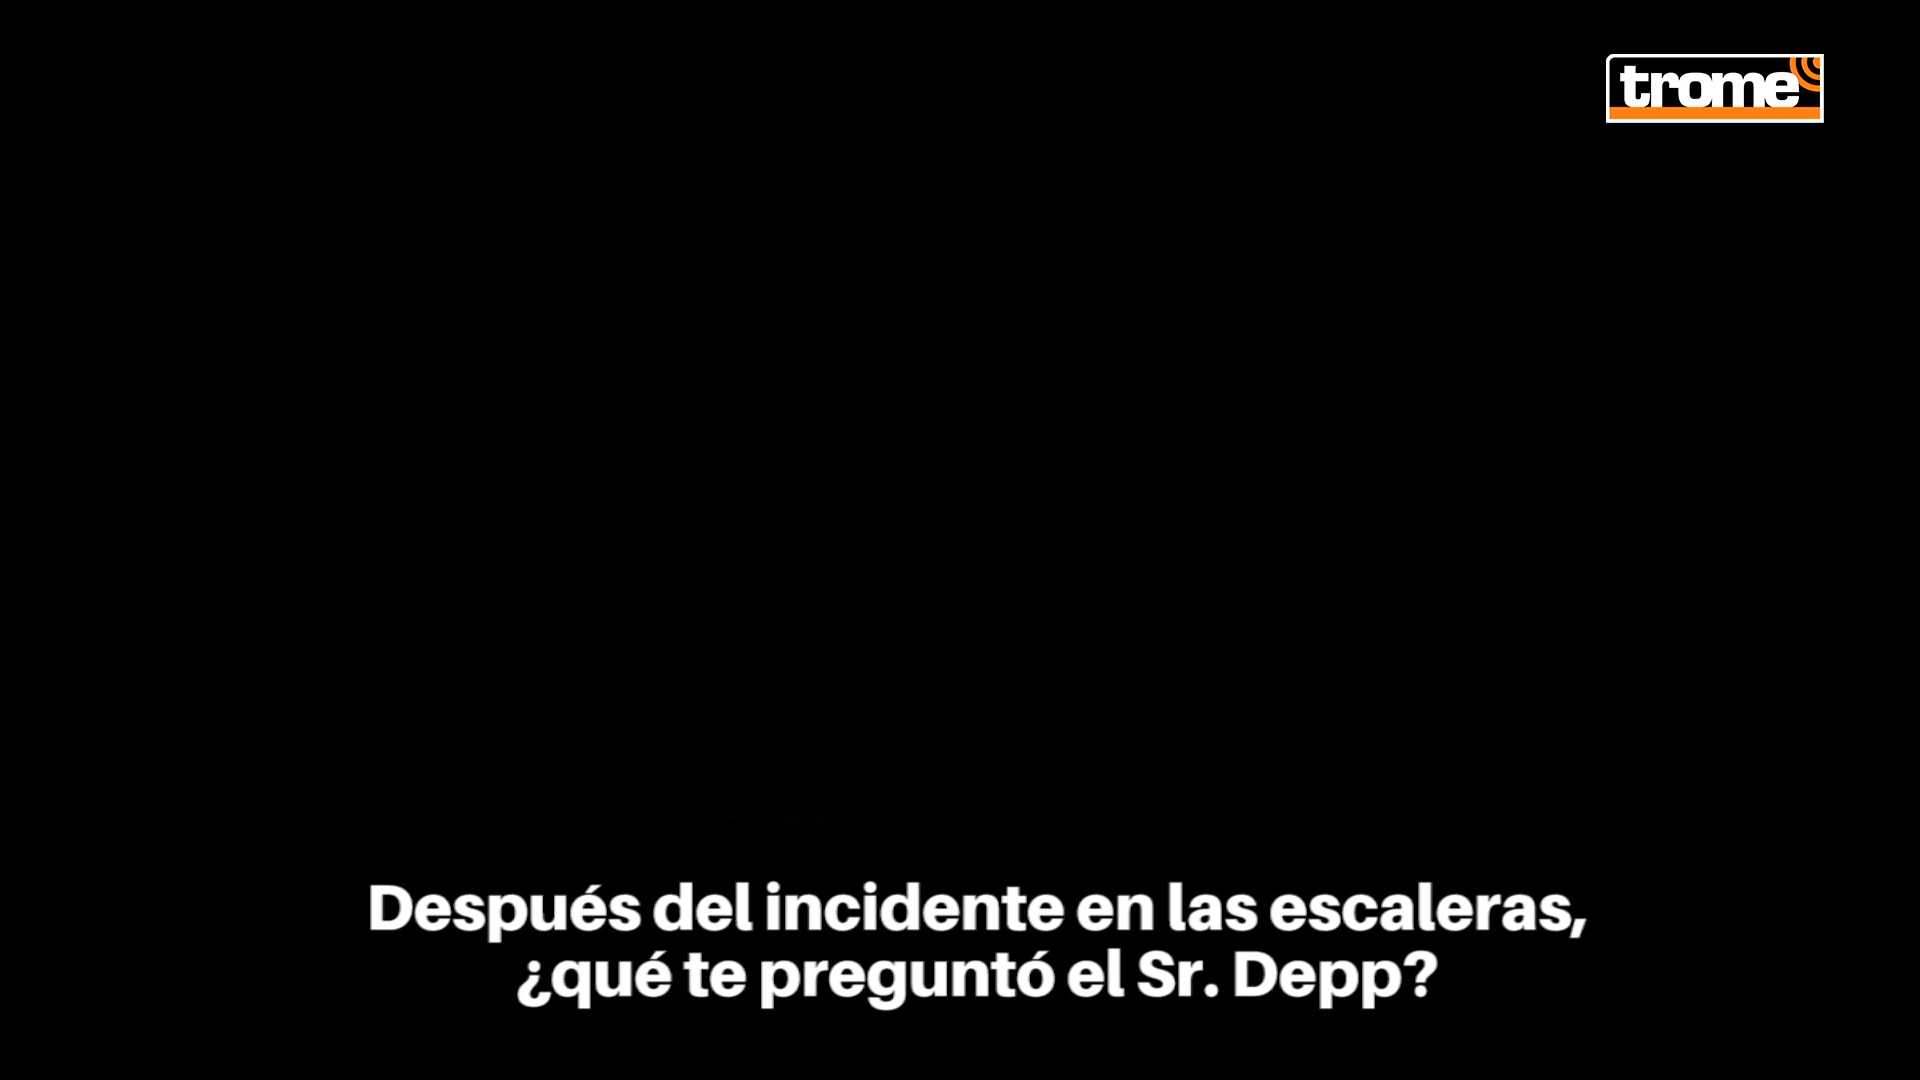 trome
Después del incidente en las escaleras,
¿qué te preguntó el Sr. Depp?